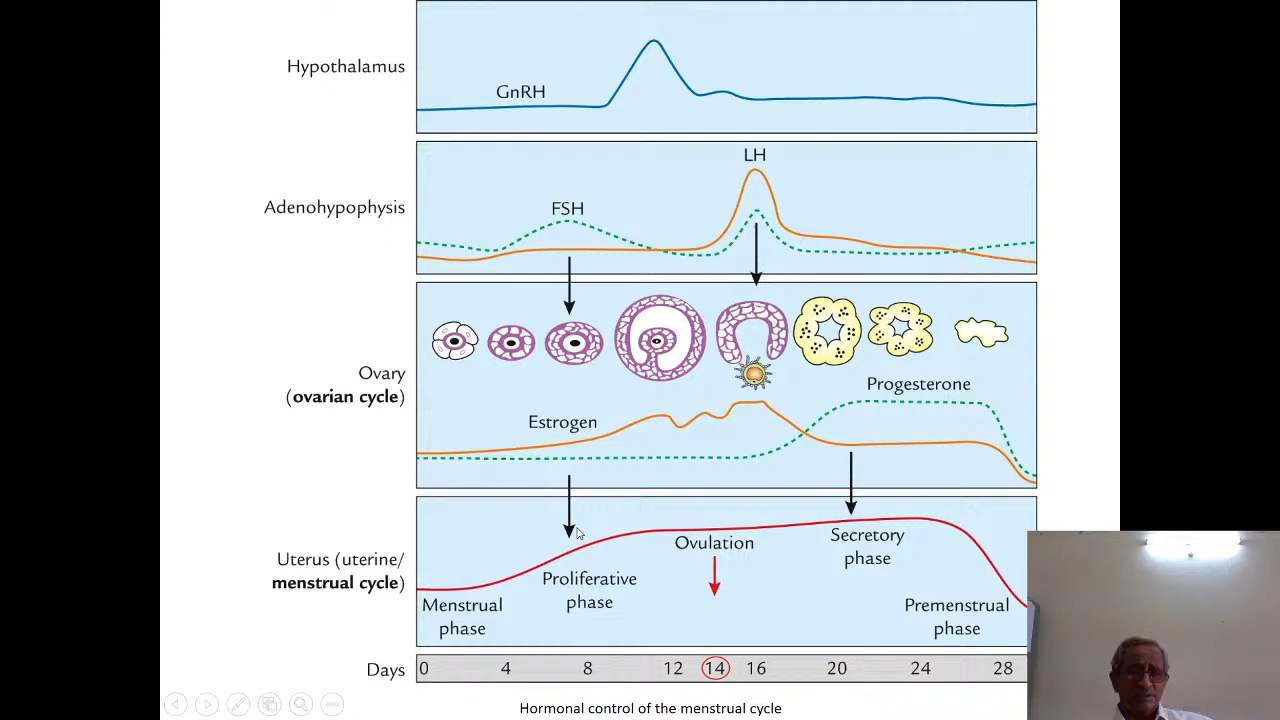 Hypothalamus
GnRH
LH
Adenohypophysis
FSH
Ovary
(ovarian cycle)
Progesterone
Estrogen
Uterus (uterine/
menstrual cycle)
Ovulation
Secretory
phase
Proliferative
phase
Menstrual
phase
Premenstrual
phase
Days 0 4 8 12 14 16 20 24 28
Hormonal control of the menstrual cycle